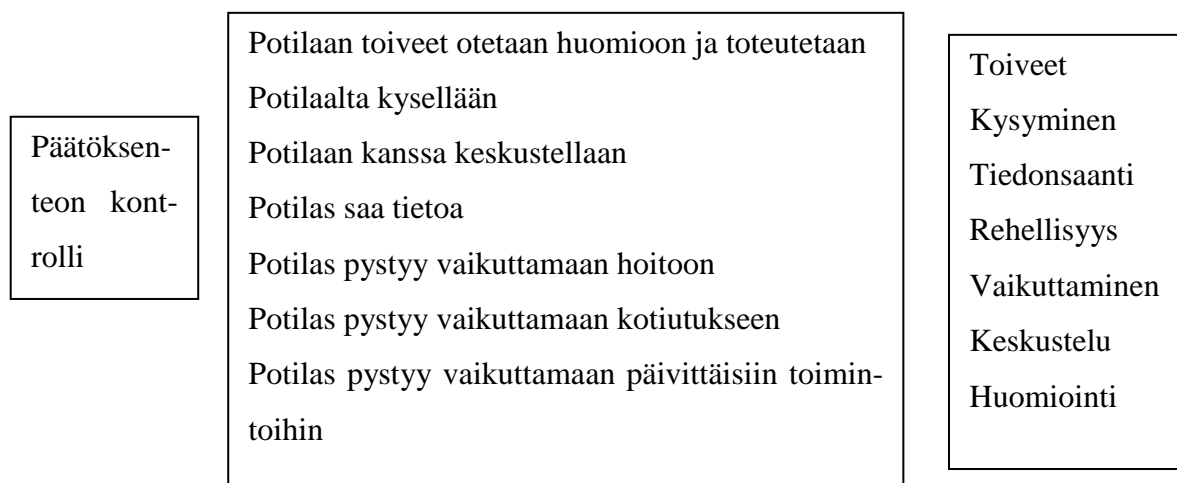 Päätöksen-
teon kont-
rolli
Potilaan toiveet otetaan huomioon ja toteutetaan
Potilaalta kysellään
Potilaan kanssa keskustellaan
Potilas saa tietoa
Potilas pystyy vaikuttamaan hoitoon
Potilas pystyy vaikuttamaan kotiutukseen
Potilas pystyy vaikuttamaan päivittäisiin toimin-
toihin
Toiveet
Kysyminen
Tiedonsaanti
Rehellisyys
Vaikuttaminen
Keskustelu
Huomiointi